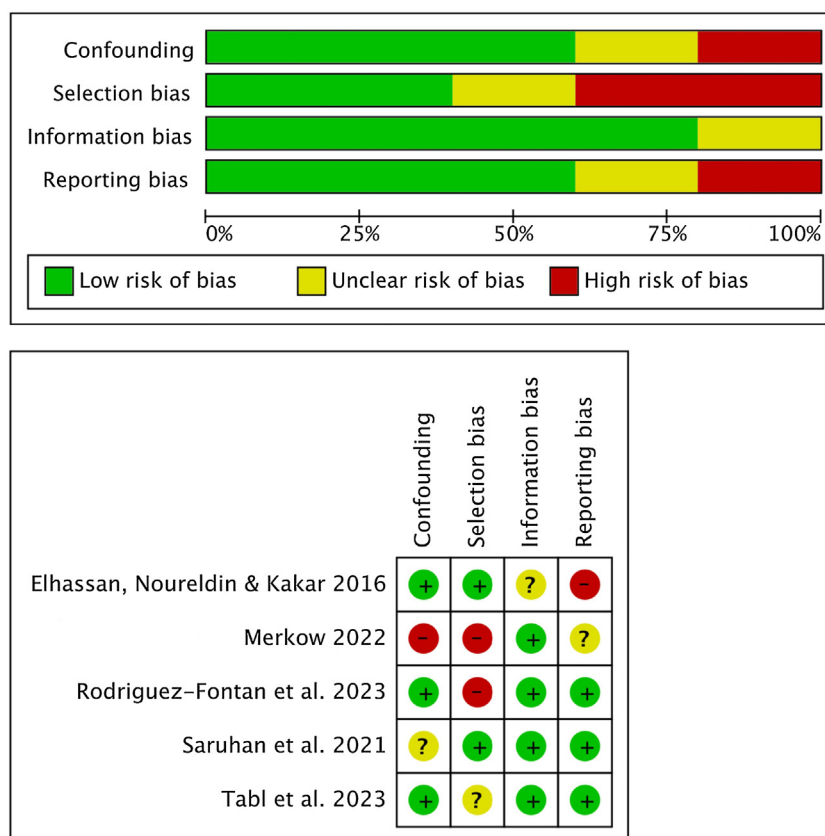 Confounding
Selection bias
Information bias
Reporting bias
0% 25% 50% 75% 100%
Low risk of bias Unclear risk of bias High risk of bias
Confounding Selection bias Information bias Reporting bias
Elhassan, Noureldin & Kakar 2016 + + ? -
Merkow 2022 - - + ?
Rodriguez-Fontan et al. 2023 + - + +
Saruhan et al. 2021 ? + + +
Tabl et al. 2023 + ? + +